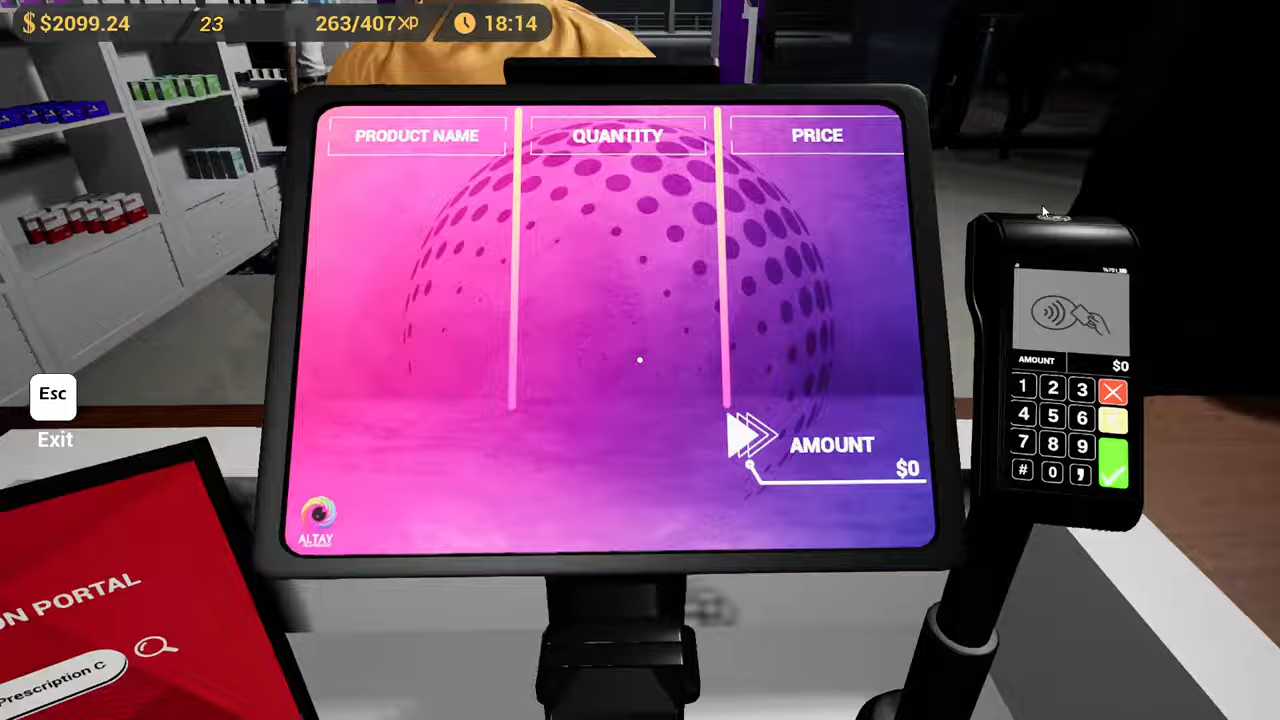 $2099.24
23
263/407XP
18:14
PRODUCT NAME
QUANTITY
PRICE
AMOUNT
$0
ALTAY
Esc
Exit
ON PORTAL
Prescription C
AMOUNT
$0
1 2 3
4 5 6
7 8 9
# 0 ,